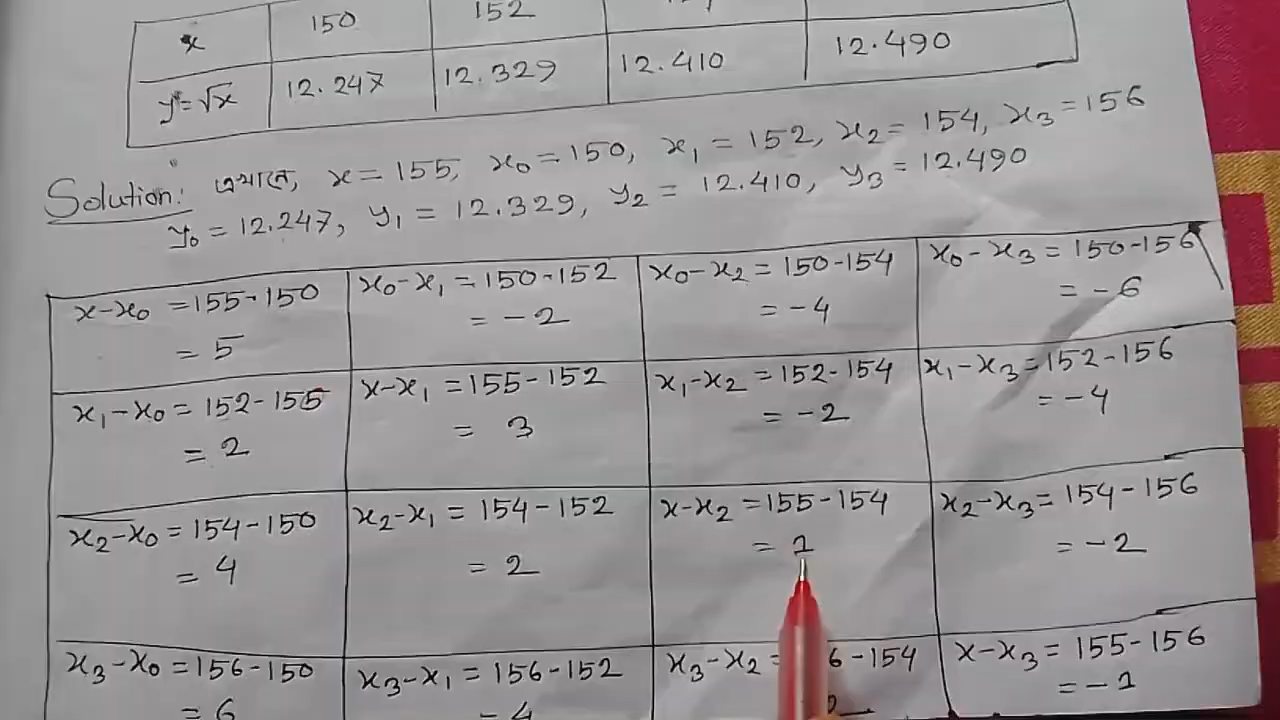 x 150 152
y=√x 12.247 12.329 12.410 12.490
Solution: এখানে, x = 155, x₀ = 150, x₁ = 152, x₂ = 154, x₃ = 156
y₀ = 12.247, y₁ = 12.329, y₂ = 12.410, y₃ = 12.490
x-x₀ = 155-150 x₀-x₁ = 150-152 x₀-x₂ = 150-154 x₀-x₃ = 150-156
= 5 = -2 = -4 = -6
x₁-x₀ = 152-155 x-x₁ = 155-152 x₁-x₂ = 152-154 x₁-x₃ = 152-156
= 2 = 3 = -2 = -4
x₂-x₀ = 154-150 x₂-x₁ = 154-152 x-x₂ = 155-154 x₂-x₃ = 154-156
= 4 = 2 = 1 = -2
x₃-x₀ = 156-150 x₃-x₁ = 156-152 x₃-x₂ = 6-154 x-x₃ = 155-156
= 6 = 4 = -1